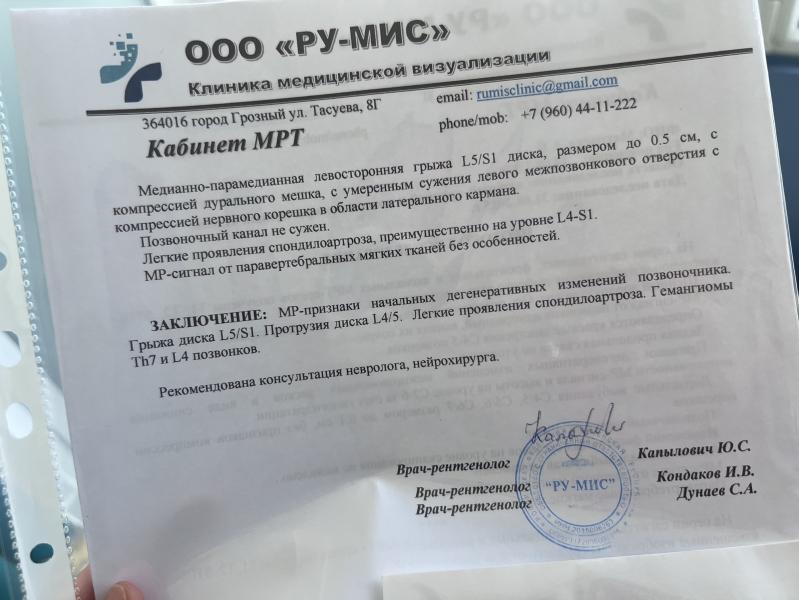 ООО «РУ-МИС»
Клиника медицинской визуализации
364016 город Грозный ул. Тасуева, 8Г
email: rumisclinic@gmail.com
phone/mob: +7 (960) 44-11-222
Кабинет МРТ
Медианно-парамедианная левосторонняя грыжа L5/S1 диска, размером до 0.5 см, с
компрессией дурального мешка, с умеренным сужения левого межпозвонкового отверстия с
компрессией нервного корешка в области латерального кармана.
Позвоночный канал не сужен.
Легкие проявления спондилоартроза, преимущественно на уровне L4-S1.
МР-сигнал от паравертебральных мягких тканей без особенностей.
ЗАКЛЮЧЕНИЕ: МР-признаки начальных дегенеративных изменений позвоночника.
Грыжа диска L5/S1. Протрузия диска L4/5. Легкие проявления спондилоартроза. Гемангиомы
Th7 и L4 позвонков.
Рекомендована консультация невролога, нейрохирурга.
Врач-рентгенолог Капылович Ю.С.
Врач-рентгенолог Кондаков И.В.
Врач-рентгенолог Дунаев С.А.
"РУ-МИС"